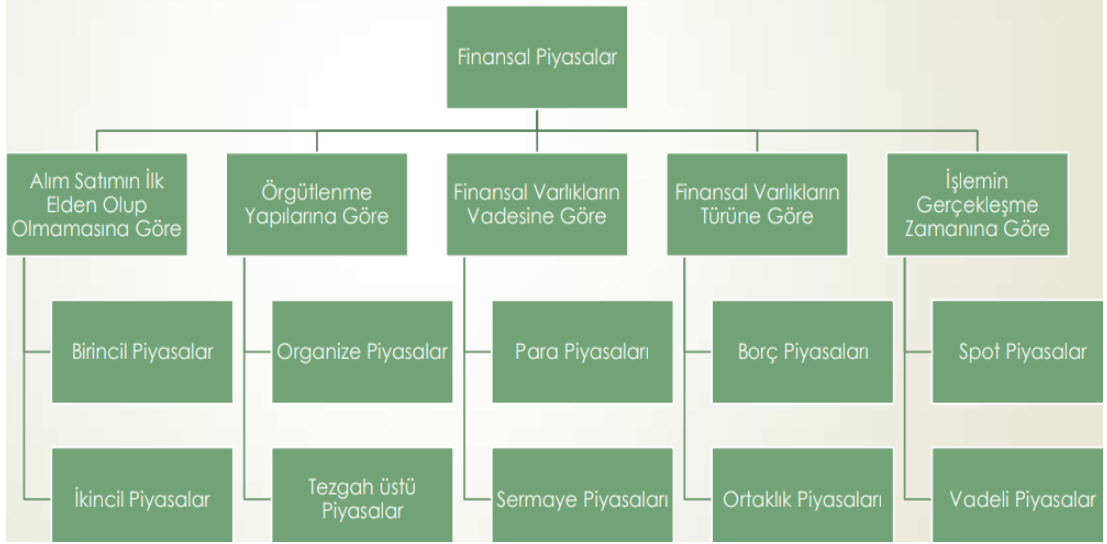 Finansal Piyasalar
Alım Satımın İlk
Elden Olup
Olmamasına Göre
Örgütlenme
Yapılarına Göre
Finansal Varlıkların
Vadesine Göre
Finansal Varlıkların
Türüne Göre
İşlemin
Gerçekleşme
Zamanına Göre
Birincil Piyasalar
Organize Piyasalar
Para Piyasaları
Borç Piyasaları
Spot Piyasalar
İkincil Piyasalar
Tezgah üstü
Piyasalar
Sermaye Piyasaları
Ortaklık Piyasaları
Vadeli Piyasalar